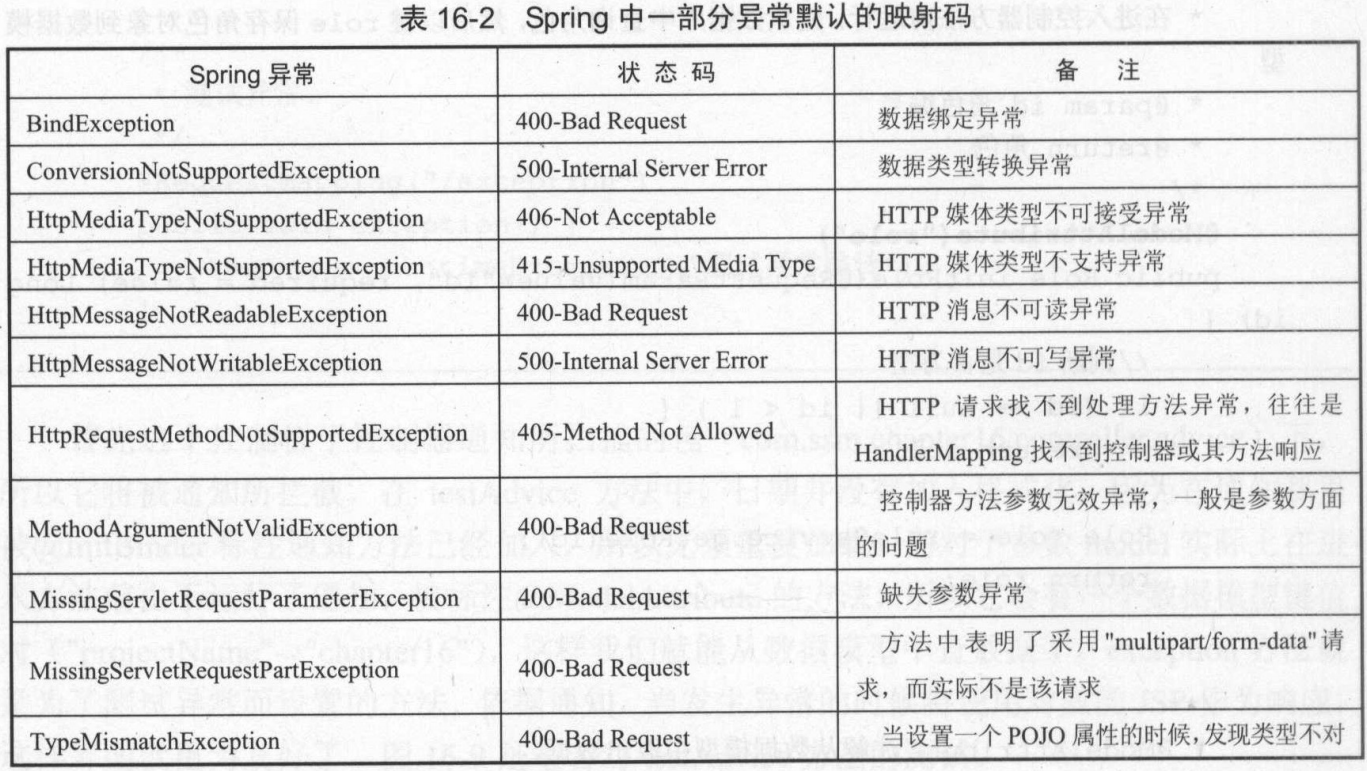 表 16-2 Spring 中一部分异常默认的映射码
Spring 异常 状 态 码 备 注
BindException 400-Bad Request 数据绑定异常
ConversionNotSupportedException 500-Internal Server Error 数据类型转换异常
HttpMediaTypeNotSupportedException 406-Not Acceptable HTTP 媒体类型不可接受异常
HttpMediaTypeNotSupportedException 415-Unsupported Media Type HTTP 媒体类型不支持异常
HttpMessageNotReadableException 400-Bad Request HTTP 消息不可读异常
HttpMessageNotWritableException 500-Internal Server Error HTTP 消息不可写异常
HttpRequestMethodNotSupportedException 405-Method Not Allowed HTTP 请求找不到处理方法异常，往往是
HandlerMapping 找不到控制器或其方法响应
MethodArgumentNotValidException 400-Bad Request 控制器方法参数无效异常，一般是参数方面
的问题
MissingServletRequestParameterException 400-Bad Request 缺失参数异常
MissingServletRequestPartException 400-Bad Request 方法中表明了采用"multipart/form-data"请
求，而实际不是该请求
TypeMismatchException 400-Bad Request 当设置一个 POJO 属性的时候,发现类型不对